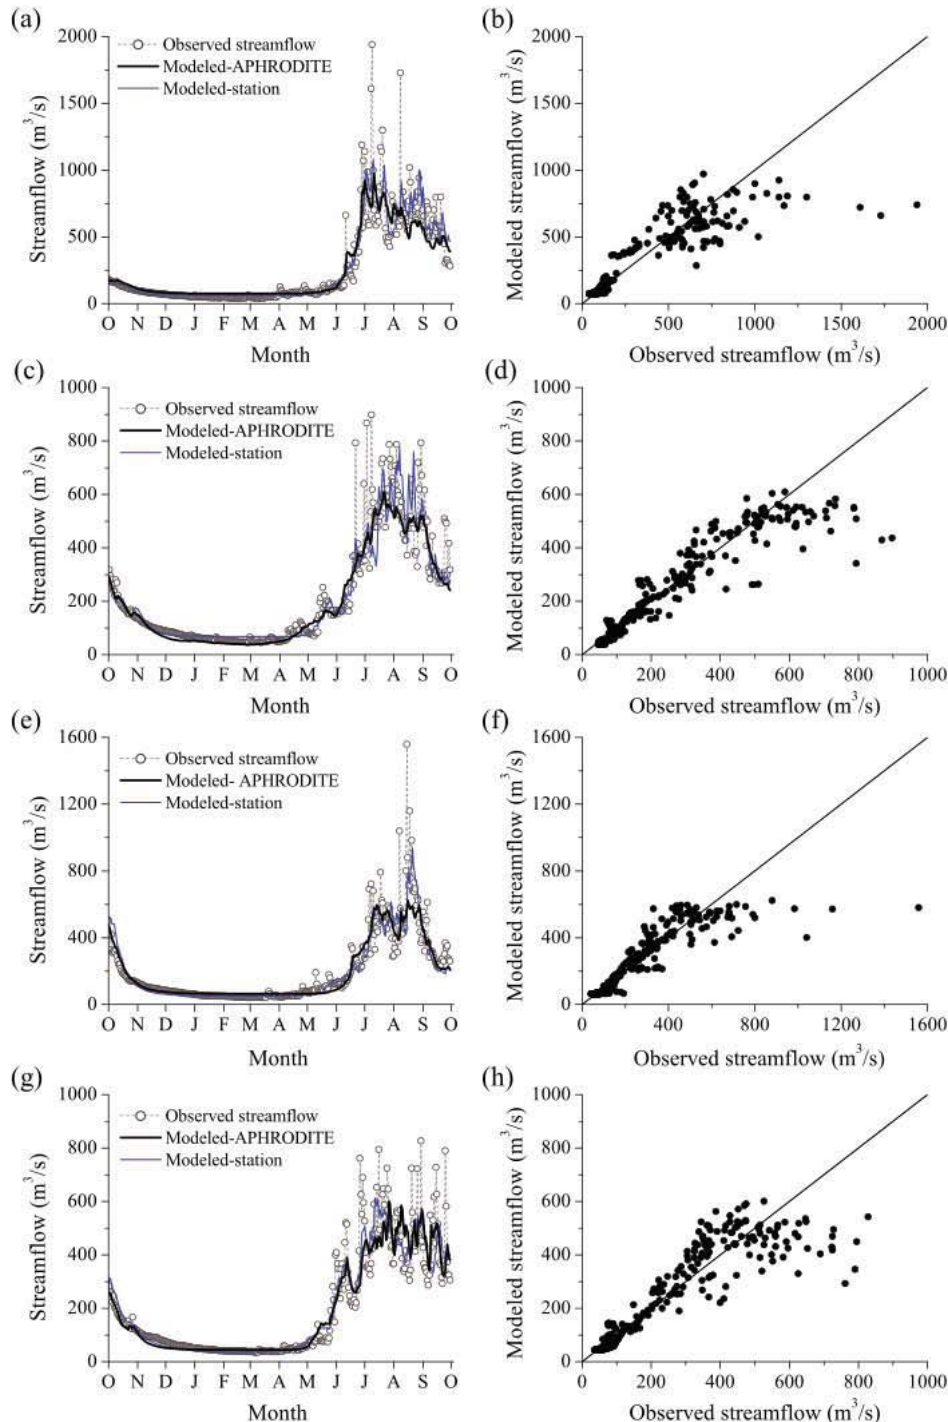 (a)
2000
1500
1000
500
0
Streamflow (m³/s)
Observed streamflow
Modeled-APHRODITE
Modeled-station
O N D J F M A M J J A S O
Month
(b)
2000
1500
1000
500
0
Modeled streamflow (m³/s)
0 500 1000 1500 2000
Observed streamflow (m³/s)
(c)
1000
800
600
400
200
0
Streamflow (m³/s)
Observed streamflow
Modeled-APHRODITE
Modeled-station
O N D J F M A M J J A S O
Month
(d)
1000
800
600
400
200
0
Modeled streamflow (m³/s)
0 200 400 600 800 1000
Observed streamflow (m³/s)
(e)
1600
1200
800
400
0
Streamflow (m³/s)
Observed streamflow
Modeled- APHRODITE
Modeled-station
O N D J F M A M J J A S O
Month
(f)
1600
1200
800
400
0
Modeled streamflow (m³/s)
0 400 800 1200 1600
Observed streamflow (m³/s)
(g)
1000
800
600
400
200
0
Streamflow (m³/s)
Observed streamflow
Modeled-APHRODITE
Modeled-station
O N D J F M A M J J A S O
Month
(h)
1000
800
600
400
200
0
Modeled streamflow (m³/s)
0 200 400 600 800 1000
Observed streamflow (m³/s)